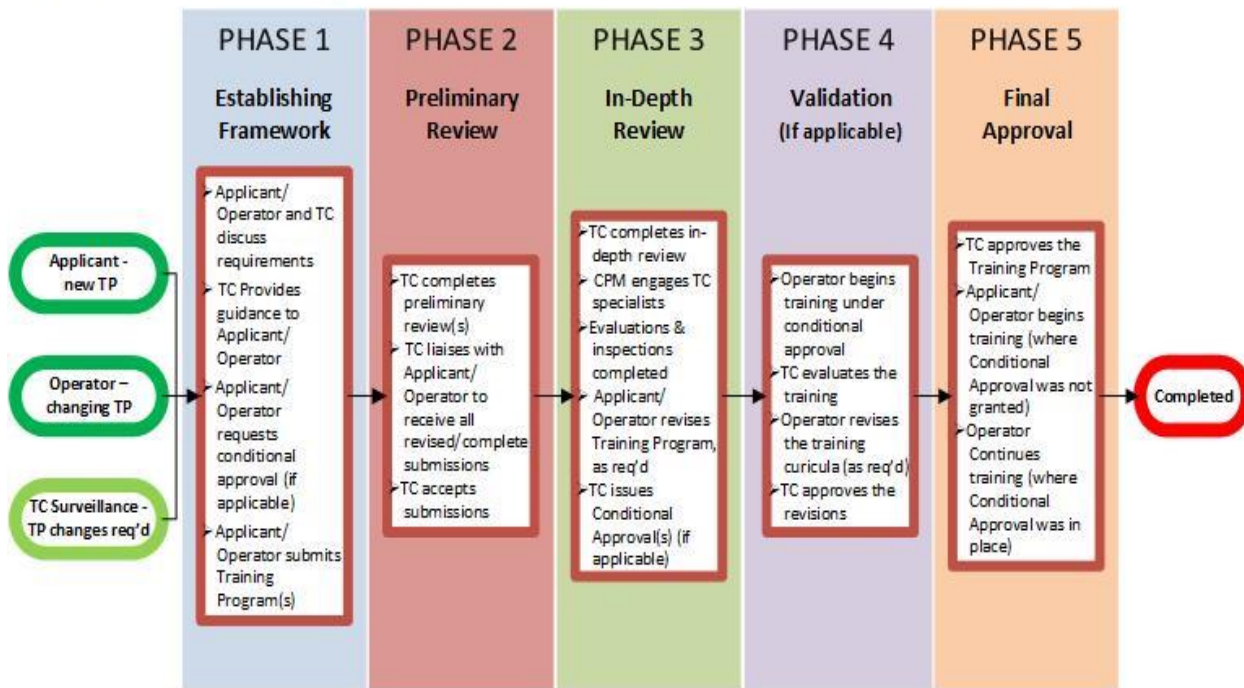 Applicant -
new TP
Operator –
changing TP
TC Surveillance -
TP changes req'd
PHASE 1
Establishing
Framework
➢Applicant/
Operator and TC
discuss
requirements
➢TC Provides
guidance to
Applicant/
Operator
➢Applicant/
Operator
requests
conditional
approval (if
applicable)
➢Applicant/
Operator submits
Training
Program(s)
PHASE 2
Preliminary
Review
➢TC completes
preliminary
review(s)
➢TC liaises with
Applicant/
Operator to
receive all
revised/complete
submissions
➢TC accepts
submissions
PHASE 3
In-Depth
Review
➢TC completes in-
depth review
➢CPM engages TC
specialists
➢Evaluations &
inspections
completed
➢Applicant/
Operator revises
Training Program,
as req'd
➢TC issues
Conditional
Approval(s) (if
applicable)
PHASE 4
Validation
(If applicable)
➢Operator begins
training under
conditional
approval
➢TC evaluates the
training
➢Operator revises
the training
curicula (as req'd)
➢TC approves the
revisions
PHASE 5
Final
Approval
➢TC approves the
Training Program
➢Applicant/
Operator begins
training (where
Conditional
Approval was not
granted)
➢Operator
Continues
training (where
Conditional
Approval was in
place)
Completed